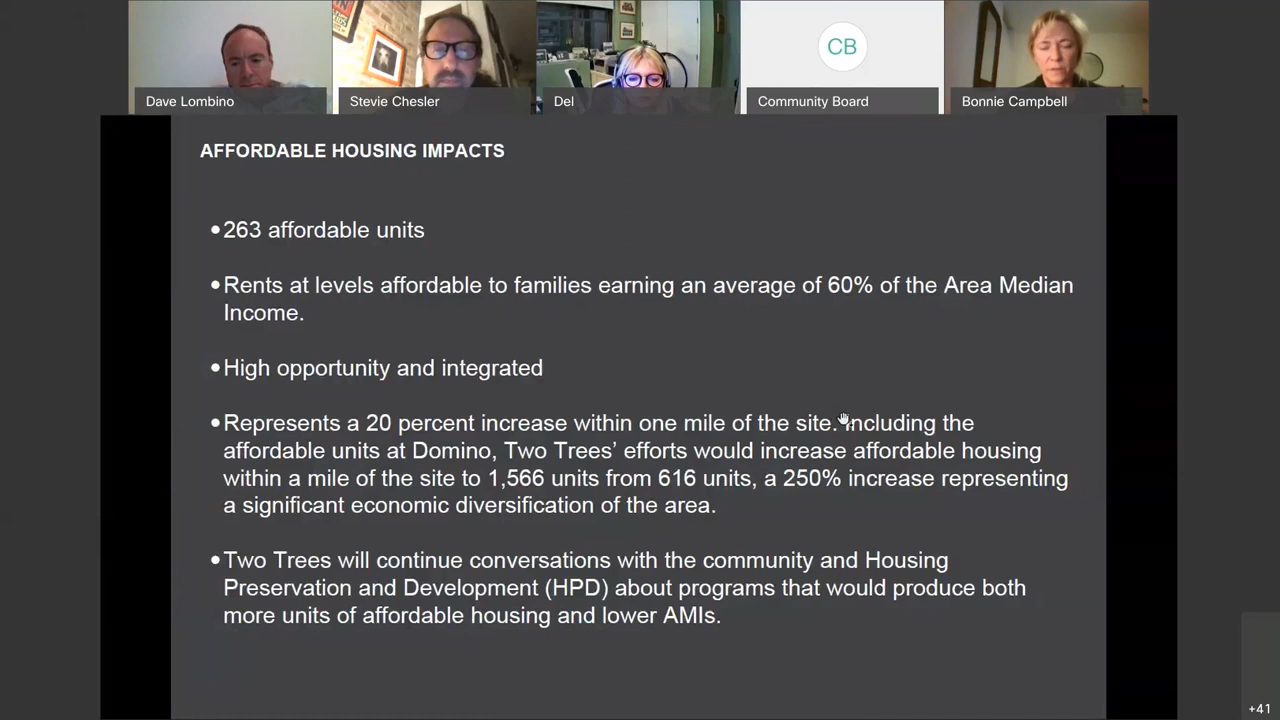 Dave Lombino
Stevie Chesler
Del
CB
Community Board
Bonnie Campbell
AFFORDABLE HOUSING IMPACTS
•263 affordable units
•Rents at levels affordable to families earning an average of 60% of the Area Median
Income.
•High opportunity and integrated
•Represents a 20 percent increase within one mile of the site. Including the
affordable units at Domino, Two Trees’ efforts would increase affordable housing
within a mile of the site to 1,566 units from 616 units, a 250% increase representing
a significant economic diversification of the area.
•Two Trees will continue conversations with the community and Housing
Preservation and Development (HPD) about programs that would produce both
more units of affordable housing and lower AMIs.
+41